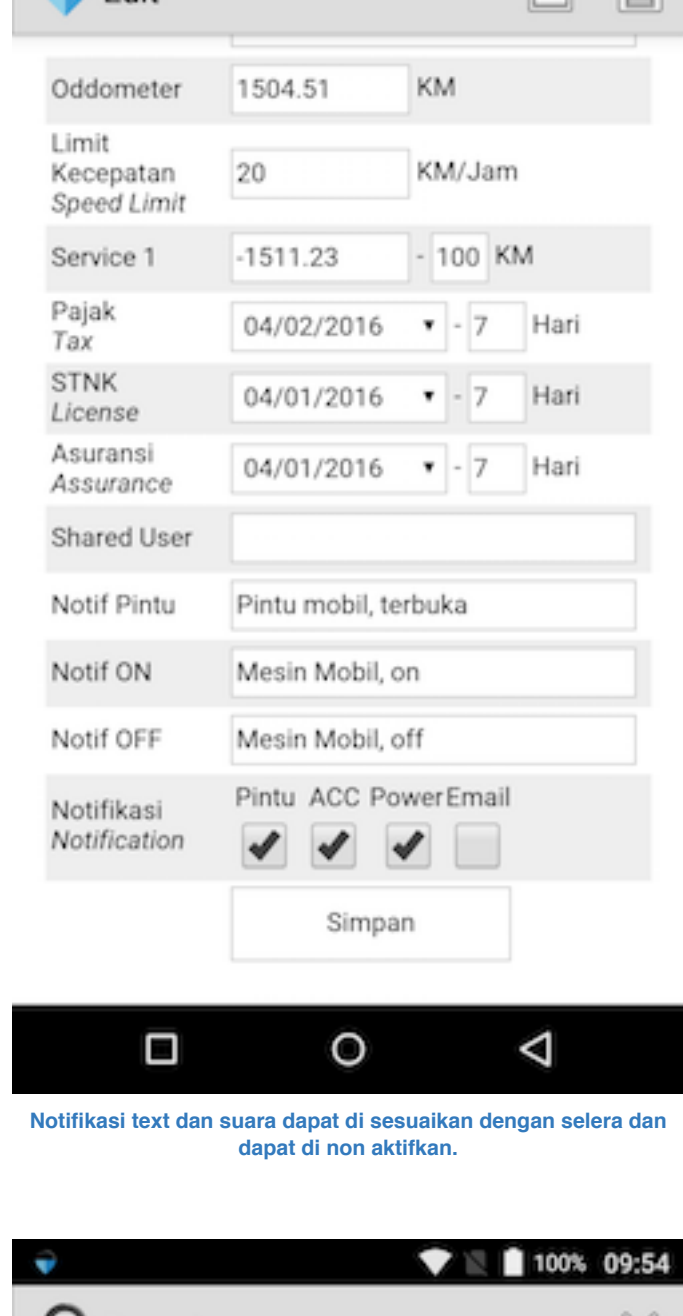 Edit
Oddometer 1504.51 KM
Limit
Kecepatan 20 KM/Jam
Speed Limit
Service 1 -1511.23 - 100 KM
Pajak
Tax 04/02/2016 - 7 Hari
STNK
License 04/01/2016 - 7 Hari
Asuransi
Assurance 04/01/2016 - 7 Hari
Shared User
Notif Pintu Pintu mobil, terbuka
Notif ON Mesin Mobil, on
Notif OFF Mesin Mobil, off
Pintu ACC Power Email
Notifikasi
Notification
Simpan
Notifikasi text dan suara dapat di sesuaikan dengan selera dan
dapat di non aktifkan.
100% 09:54